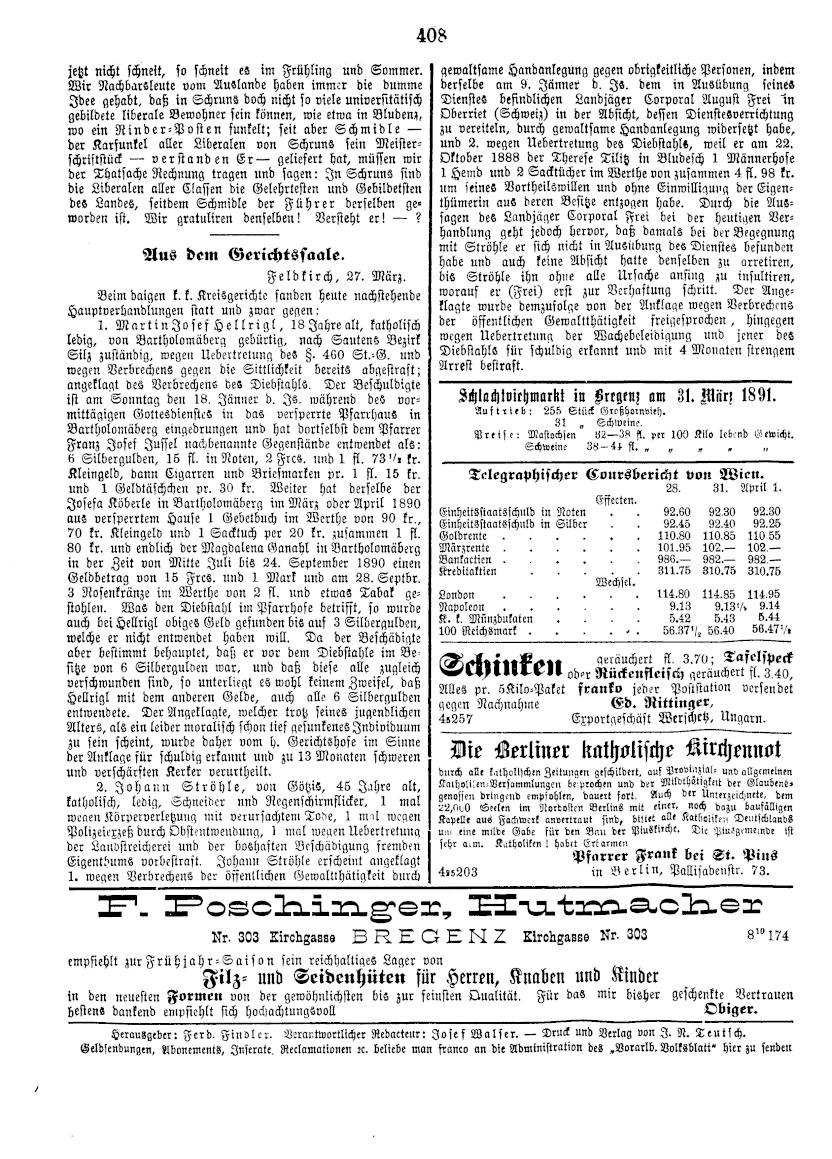 408
jetzt nicht schneit, so schneit es im Frühling und Sommer.
Wir Nachbarsleute vom Auslande haben immer die dumme
Idee gehabt, daß in Schruns doch nicht so viele universitätisch
gebildete liberale Bewohner sein können, wie etwa in Bludenz,
wo ein Rinder-Posten funkelt; seit aber Schmidle —
der Karfunkel aller Liberalen von Schruns sein Meister-
schriftstück — verstanden Er — geliefert hat, müssen wir
der Thatsache Rechnung tragen und sagen: In Schruns sind
die Liberalen aller Classen die Gelehrtesten und Gebildetsten
des Landes, seitdem Schmidle der Führer derselben ge-
worden ist. Wir gratuliren denselben! Versteht er! — ?
Aus dem Gerichtssaale.
Feldkirch, 27. März.
Beim daigen k. k. Kreisgerichte fanden heute nachstehende
Hauptverhandlungen statt und zwar gegen:
1. Martin Josef Hellrigl, 18 Jahre alt, katholisch
ledig, von Bartholomäberg gebürtig, nach Sautens Bezirk
Silz zuständig, wegen Uebertretung des §. 460 St.-G. und
wegen Verbrechens gegen die Sittlichkeit bereits abgestraft;
angeklagt des Verbrechens des Diebstahls. Der Beschuldigte
ist am Sonntag den 18. Jänner d. Js. während des vor-
mittägigen Gottesdienstes in das versperrte Pfarrhaus in
Bartholomäberg eingedrungen und hat dortselbst dem Pfarrer
Franz Josef Jussel nachbenannte Gegenstände entwendet als:
6 Silbergulden, 15 fl. in Noten, 2 Frcs. und 1 fl. 73½ kr.
Kleingeld, dann Cigarren und Briefmarken pr. 1 fl. 15 kr.
und 1 Geldtäschchen pr. 30 kr. Weiter hat derselbe der
Josefa Köberle in Bartholomäberg im März oder April 1890
aus versperrtem Hause 1 Gebetbuch im Werthe von 90 kr.,
70 kr. Kleingeld und 1 Sacktuch per 20 kr. zusammen 1 fl.
80 kr. und endlich der Magdalena Ganahl in Bartholomäberg
in der Zeit von Mitte Juli bis 24. September 1890 einen
Geldbetrag von 15 Frcs. und 1 Mark und am 28. Septbr.
3 Rosenkränze im Werthe von 2 fl. und etwas Tabak ge-
stohlen. Was den Diebstahl im Pfarrhofe betrifft, so wurde
auch bei Hellrigl obiges Geld gefunden bis auf 3 Silbergulden,
welche er nicht entwendet haben will. Da der Beschädigte
aber bestimmt behauptet, daß er vor dem Diebstahle im Be-
sitze von 6 Silbergulden war, und daß diese alle zugleich
verschwunden sind, so unterliegt es wohl keinem Zweifel, daß
Hellrigl mit dem anderen Gelde, auch alle 6 Silbergulden
entwendete. Der Angeklagte, welcher trotz seines jugendlichen
Alters, als ein leider moralisch schon tief gesunkenes Individuum
zu sein scheint, wurde daher vom h. Gerichtshofe im Sinne
der Anklage für schuldig erkannt und zu 13 Monaten schweren
und verschärften Kerker verurtheilt.
2. Johann Ströhle, von Götzis, 45 Jahre alt,
katholisch, ledig, Schneider und Regenschirmflicker, 1 mal
wegen Körperverletzung mit verursachtem Tode, 1 mal wegen
Polizeiexzeß durch Obstentwendung, 1 mal wegen Uebertretung
der Landstreicherei und der boshaften Beschädigung fremden
Eigenthums vorbestraft. Johann Ströhle erscheint angeklagt
1. wegen Verbrechens der öffentlichen Gewaltthätigkeit durch
gewaltsame Handanlegung gegen obrigkeitliche Personen, indem
derselbe am 9. Jänner d. Js. dem in Ausübung seines
Dienstes befindlichen Landjäger Corporal August Frei in
Oberriet (Schweiz) in der Absicht, dessen Dienstesverrichtung
zu vereiteln, durch gewaltsame Handanlegung widersetzt habe,
und 2. wegen Uebertretung des Diebstahls, weil er am 22.
Oktober 1888 der Therese Tilitz in Bludesch 1 Männerhose
1 Hemd und 2 Sacktücher im Werthe von zusammen 4 fl. 98 kr.
um seines Vortheilswillen und ohne Einwilligung der Eigen-
thümerin aus deren Besitze entzogen habe. Durch die Aus-
sagen des Landjäger Corporal Frei bei der heutigen Ver-
handlung geht jedoch hervor, daß damals bei der Begegnung
mit Ströhle er sich nicht in Ausübung des Dienstes befunden
habe und auch keine Absicht hatte denselben zu arretiren,
bis Ströhle ihn ohne alle Ursache anfing zu insultiren,
worauf er (Frei) erst zur Verhaftung schritt. Der Ange-
klagte wurde demzufolge von der Anklage wegen Verbrechens
der öffentlichen Gewaltthätigkeit freigesprochen, hingegen
wegen Uebertretung der Wachebeleidigung und jener des
Diebstahls für schuldig erkannt und mit 4 Monaten strengem
Arrest bestraft.
Schlachtviehmarkt in Bregenz am 31. März 1891.
Auftrieb: 255 Stück Großhornvieh.
31 „ Schweine.
Preise: Mastochsen 32—38 fl. per 100 Kilo lebend Gewicht.
Schweine 38—44 fl. „ „ „ „ „
Telegraphischer Coursbericht von Wien.
28. 31. April 1.
Effecten.
Einheitsstaatsschuld in Noten . . 92.60 92.30 92.30
Einheitsstaatsschuld in Silber . . 92.45 92.40 92.25
Goldrente . . . . . . 110.80 110.85 110 55
Märzrente . . . . . . 101.95 102.— 102.—
Bankactien . . . . . . 986.— 982.— 982.—
Kreditaktien . . . . . 311.75 310.75 310.75
Wechsel.
London . . . . . . 114.80 114.85 114.95
Napoleon . . . . . . 9.13 9.13½ 9.14
K. k. Münzdukaten . . . . 5.42 5.43 5.44
100 Reichsmark . . . . . 56.37½ 56.40 56.47½
Schinken geräuchert fl. 3.70; Tafelspeck
oder Rückenfleisch geräuchert fl. 3.40,
Alles pr. 5 Kilo-Paket franko jeder Poststation versendet
gegen Nachnahme Ed. Rittinger,
4s257 Exportgeschäft Werschetz, Ungarn.
Die Berliner katholische Kirchennot
durch alle katholischen Zeitungen geschildert, auf Provinzial- und allgemeinen
Katholiken-Versammlungen besprochen und der Mildthätigkeit der Glaubens-
genossen dringend empfohlen, dauert fort. Auch der Unterzeichnete, dem
22,000 Seelen im Nordosten Berlins mit einer, noch dazu baufälligen
Kapelle aus Fachwerk anvertraut sind, bittet alle Katholiken Deutschlands
um eine milde Gabe für den Bau der Piuskirche. Die Piusgemeinde ist
sehr arm. Katholiken! habet Erbarmen
Pfarrer Frank bei St. Pius
4s5203 in Berlin, Pallisadenstr. 73.
F. Poschinger, Hutmacher
Nr. 303 Kirchgasse BREGENZ Kirchgasse Nr. 303 8¹⁰ 174
empfiehlt zur Frühjahr-Saison sein reichhaltiges Lager von
Filz- und Seidenhüten für Herren, Knaben und Kinder
in den neuesten Formen von der gewöhnlichsten bis zur feinsten Qualität. Für das mir bisher geschenkte Vertrauen
bestens dankend empfiehlt sich hochachtungsvoll Obiger.
Herausgeber: Ferd. Findler. Verantwortlicher Redacteur: Josef Walser. — Druck und Verlag von J. N. Teutsch.
Geldsendungen, Abonements, Inserate, Reclamationen ꝛc. beliebe man franco an die Administration des „Vorarlb. Volksblatt“ hier zu senden